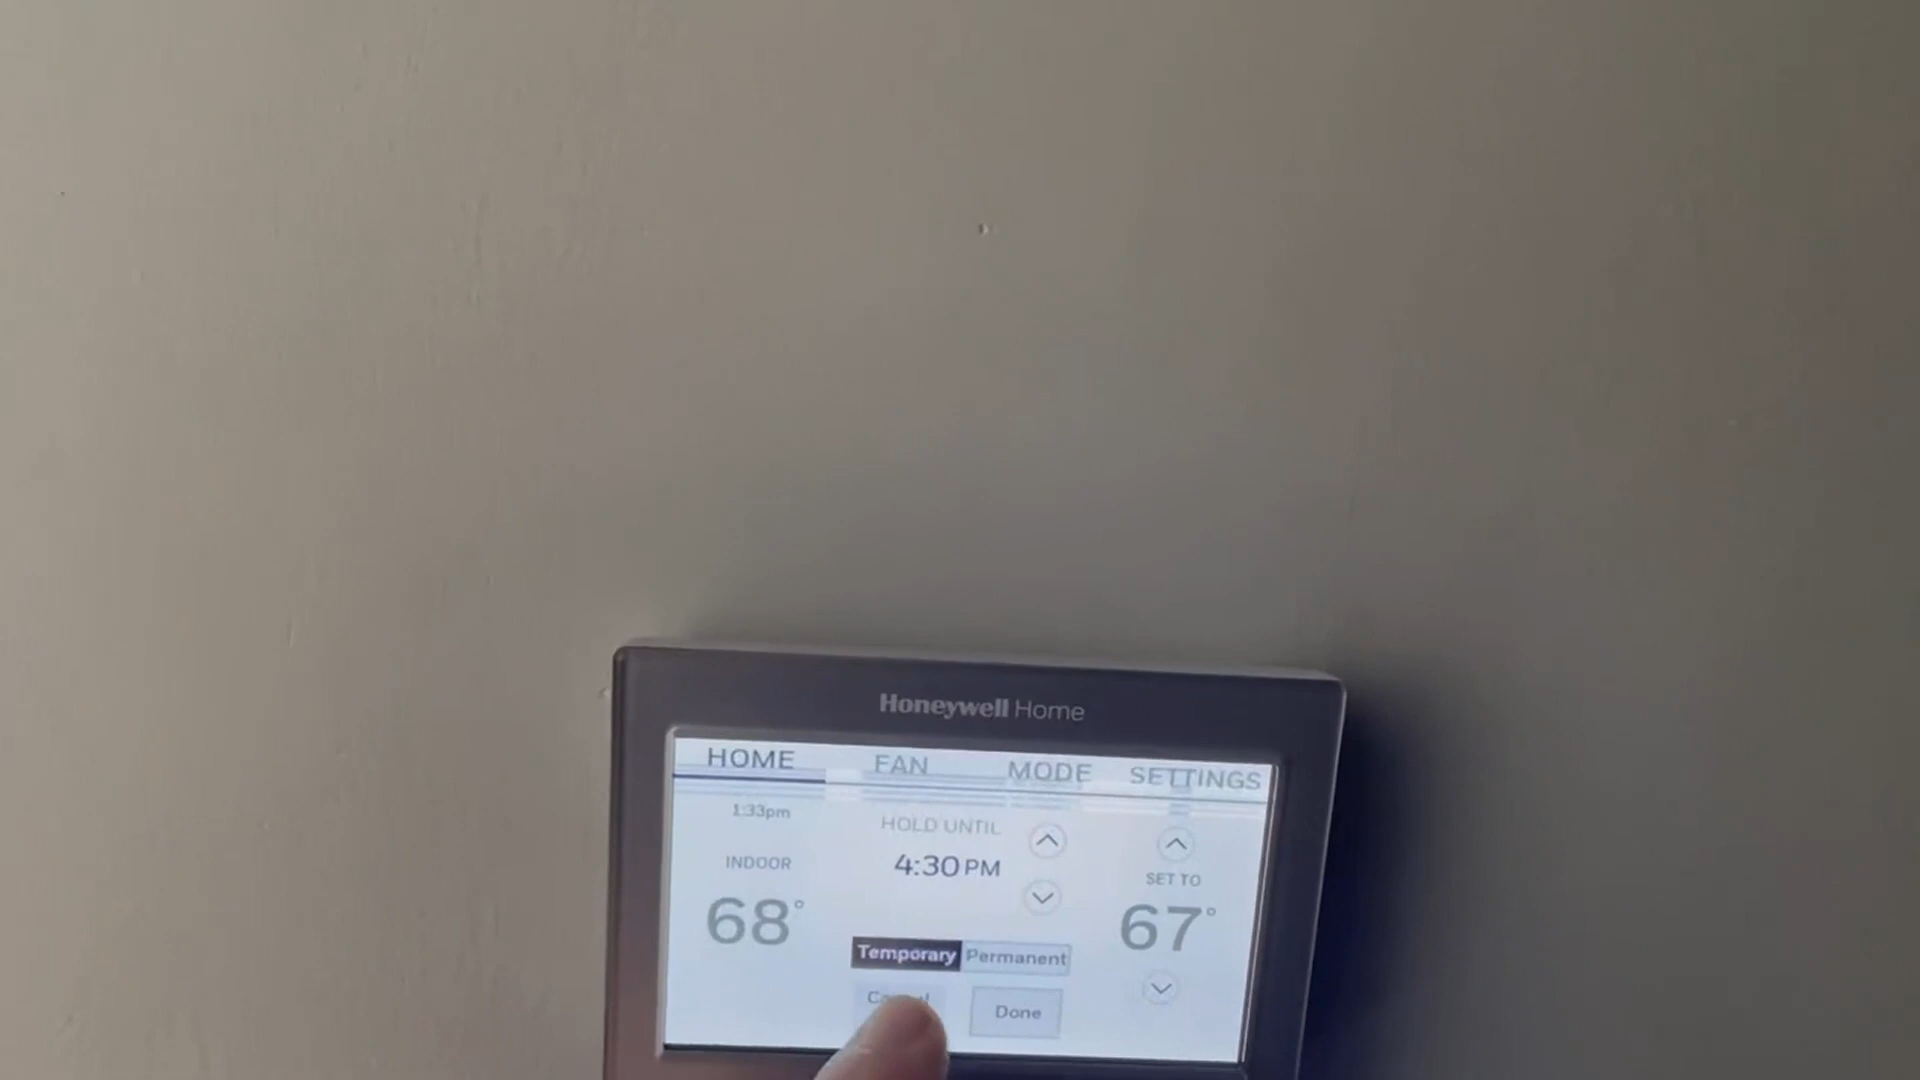 Honeywell Home
HOME FAN MODE SETTINGS
1:33pm
HOLD UNTIL
4:30 PM
INDOOR
68°
SET TO
67°
Temporary Permanent
Done